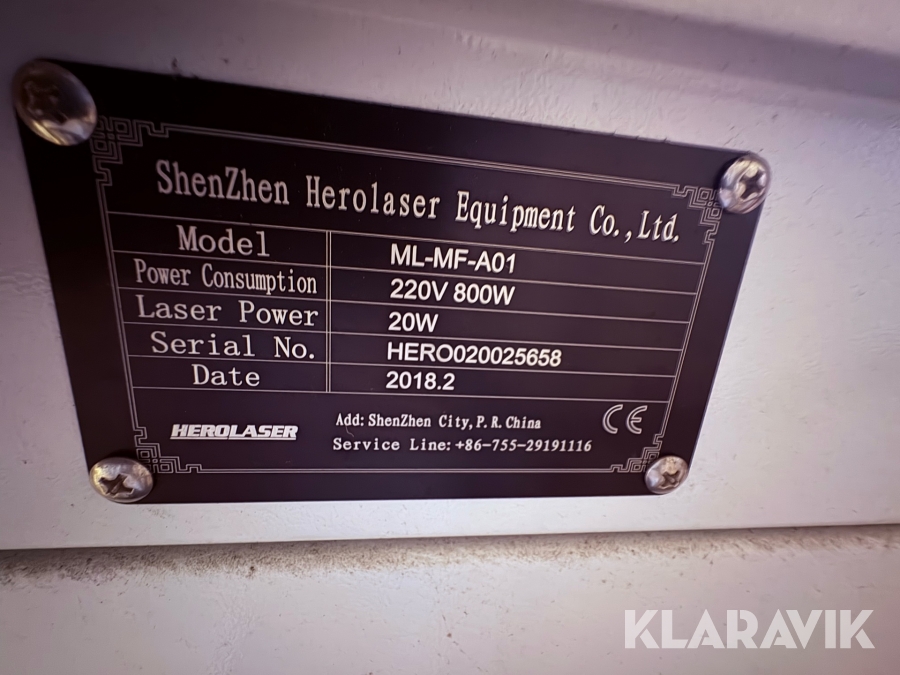 ShenZhen Herolaser Equipment Co.,Ltd.
Model ML-MF-A01
Power Consumption 220V 800W
Laser Power 20W
Serial No. HERO020025658
Date 2018.2
HEROLASER
Add: ShenZhen City, P. R. China
Service Line: +86-755-29191116
CE
KLARAVIK